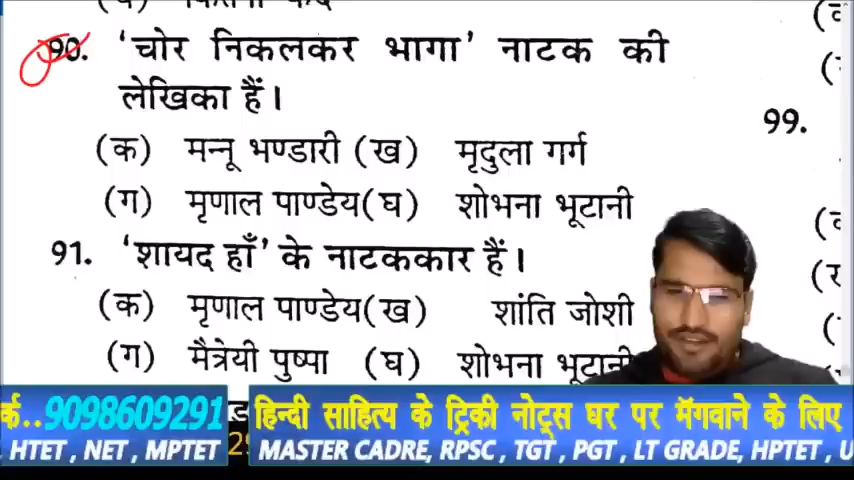 90. 'चोर निकलकर भागा' नाटक की
लेखिका हैं।
(क) मन्नू भण्डारी (ख) मृदुला गर्ग
(ग) मृणाल पाण्डेय(घ) शोभना भूटानी
91. 'शायद हाँ' के नाटककार हैं।
(क) मृणाल पाण्डेय(ख) शांति जोशी
(ग) मैत्रेयी पुष्पा (घ) शोभना भूटानी
99.
र्क..9098609291 हिन्दी साहित्य के ट्रिकी नोट्स घर पर मॅगवाने के लिए
HTET , NET , MPTET MASTER CADRE, RPSC , TGT , PGT , LT GRADE, HPTET , U